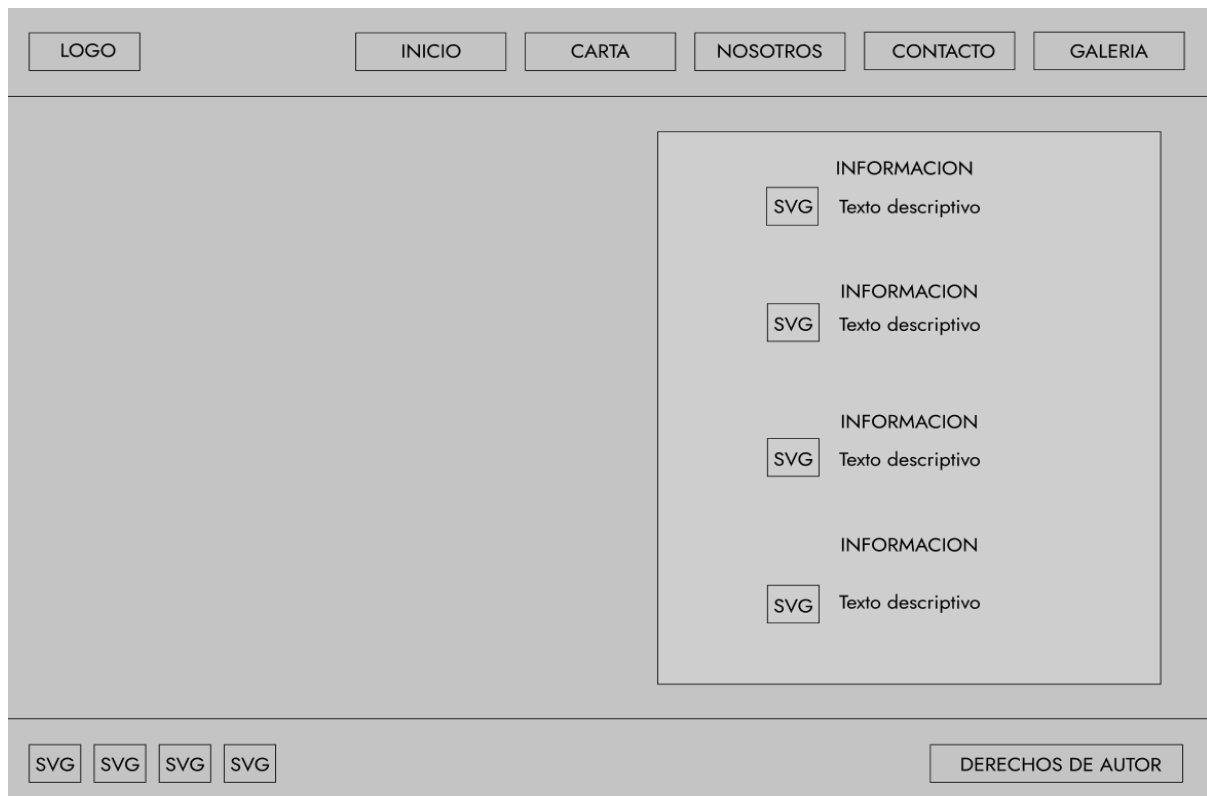 LOGO INICIO CARTA NOSOTROS CONTACTO GALERIA
INFORMACION
SVG Texto descriptivo
INFORMACION
SVG Texto descriptivo
INFORMACION
SVG Texto descriptivo
INFORMACION
SVG Texto descriptivo
SVG SVG SVG SVG DERECHOS DE AUTOR